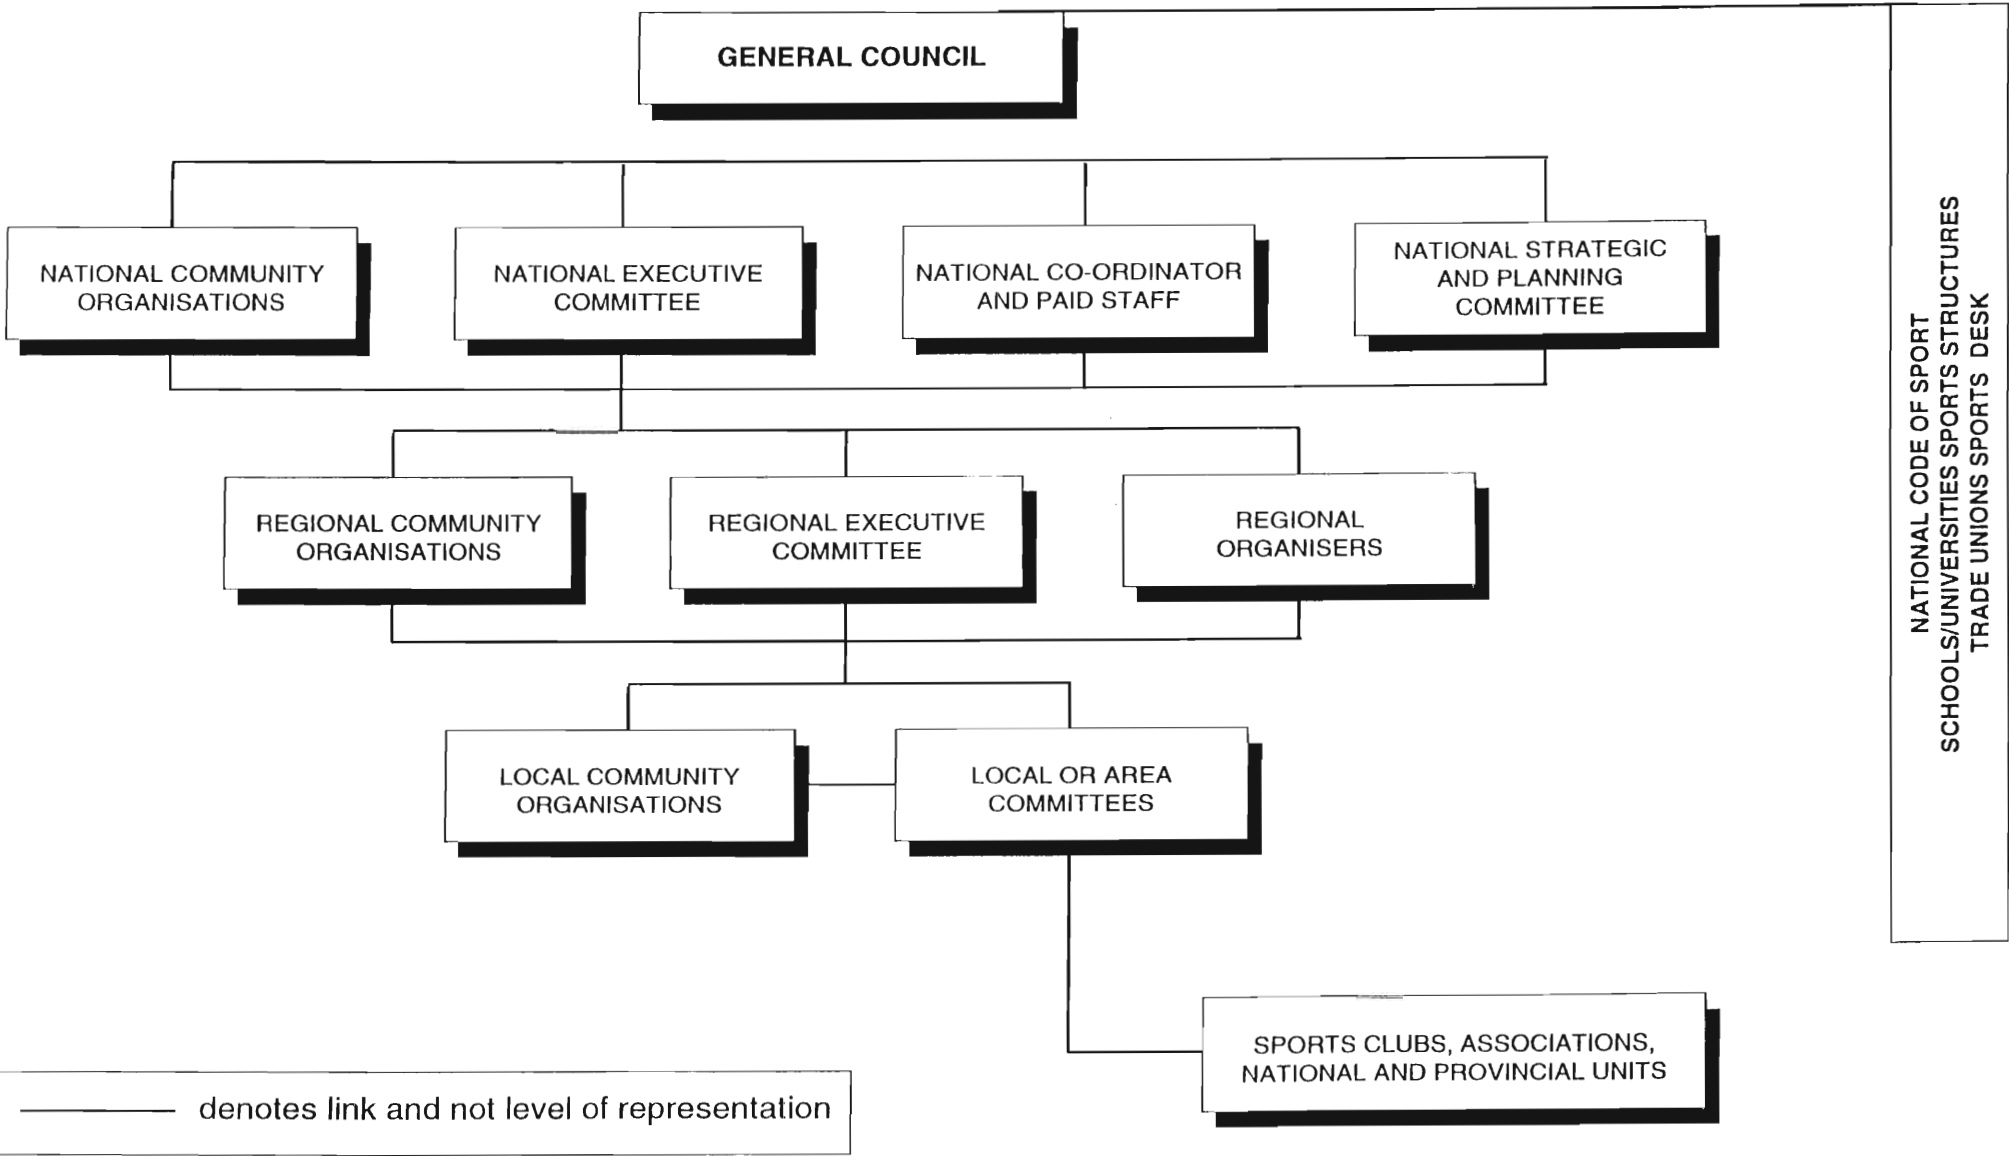 GENERAL COUNCIL
NATIONAL COMMUNITY
ORGANISATIONS
NATIONAL EXECUTIVE
COMMITTEE
NATIONAL CO-ORDINATOR
AND PAID STAFF
NATIONAL STRATEGIC
AND PLANNING
COMMITTEE
REGIONAL COMMUNITY
ORGANISATIONS
REGIONAL EXECUTIVE
COMMITTEE
REGIONAL
ORGANISERS
LOCAL COMMUNITY
ORGANISATIONS
LOCAL OR AREA
COMMITTEES
SPORTS CLUBS, ASSOCIATIONS,
NATIONAL AND PROVINCIAL UNITS
NATIONAL CODE OF SPORT
SCHOOLS/UNIVERSITIES SPORTS STRUCTURES
TRADE UNIONS SPORTS DESK
denotes link and not level of representation